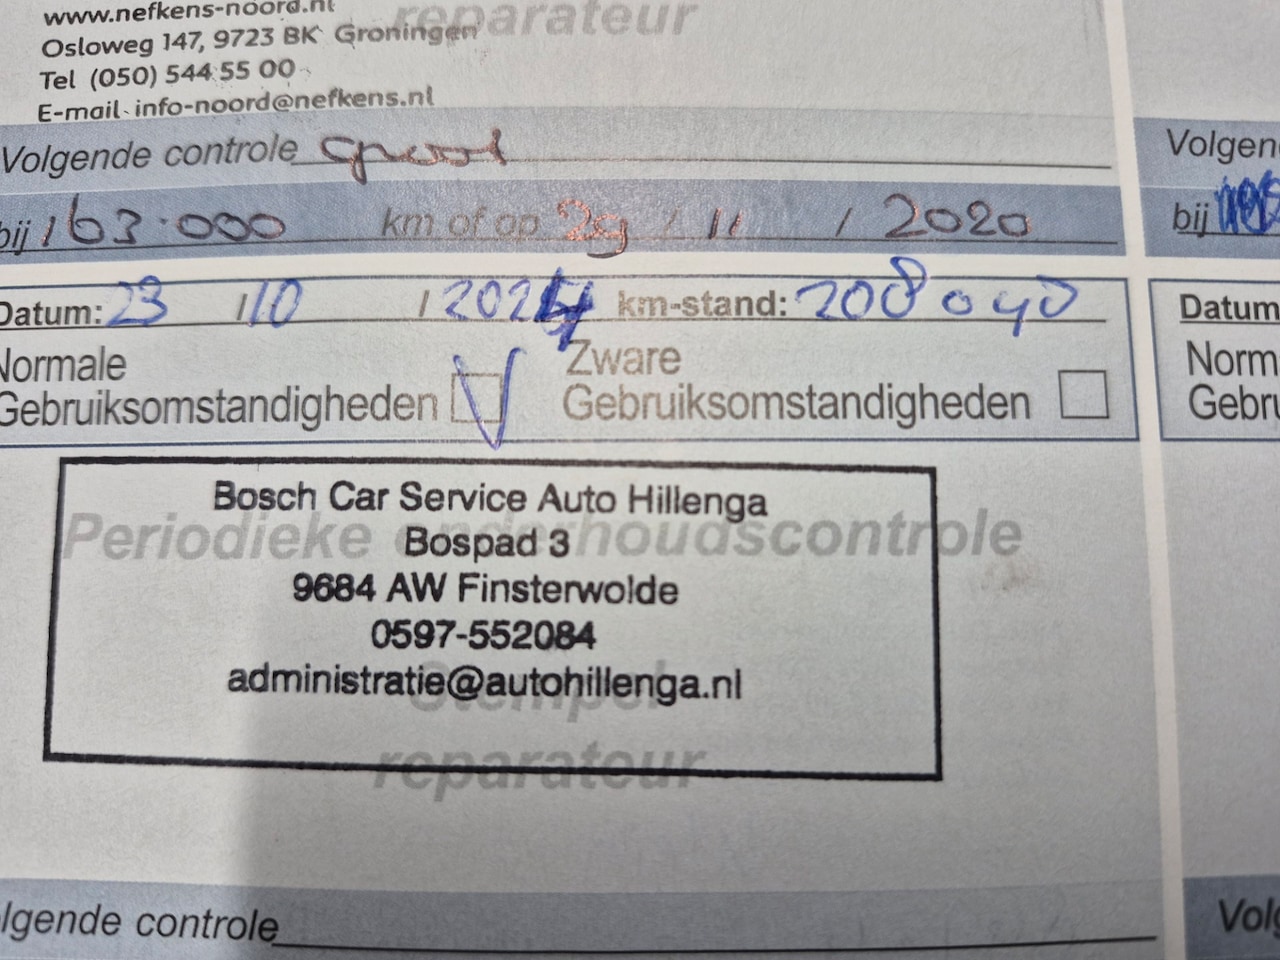 www.nefkens-noord.nl
Osloweg 147, 9723 BK Groningen
reparateur
Tel (050) 544 55 00
E-mail info-noord@nefkens.nl
Volgende controle groot
bij 163.000 km of op 29 / 11 / 2020
Volgen
bij
Datum: 23 / 10 / 2024 km-stand: 208040
Normale
Gebruiksomstandigheden
Zware
Gebruiksomstandigheden
Datum
Norm
Gebru
Bosch Car Service Auto Hillenga
Periodieke onderhoudscontrole
Bospad 3
9684 AW Finsterwolde
0597-552084
administratie@autohillenga.nl
Stempel
reparateur
lgende controle
Volg